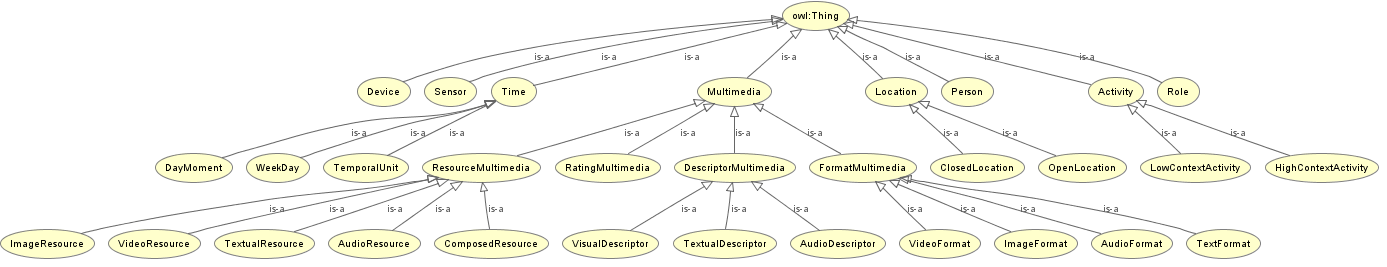 owl:Thing
is-a is-a is-a is-a is-a is-a is-a is-a
Device Sensor Time Multimedia Location Person Activity Role
is-a is-a is-a is-a is-a is-a is-a is-a is-a is-a is-a
DayMoment WeekDay TemporalUnit ResourceMultimedia RatingMultimedia DescriptorMultimedia FormatMultimedia ClosedLocation OpenLocation LowContextActivity HighContextActivity
is-a is-a is-a is-a is-a is-a is-a is-a is-a is-a is-a is-a
ImageResource VideoResource TextualResource AudioResource ComposedResource VisualDescriptor TextualDescriptor AudioDescriptor VideoFormat ImageFormat AudioFormat TextFormat